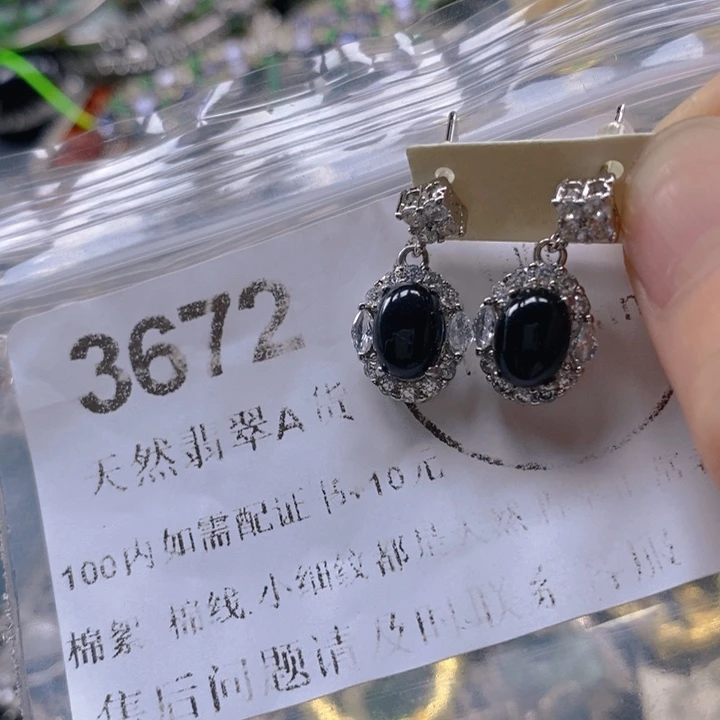 3672
天然翡翠A货
100内如需配证书.10元
棉絮 棉线.小细纹都是天然
售后问题请及时联系客服